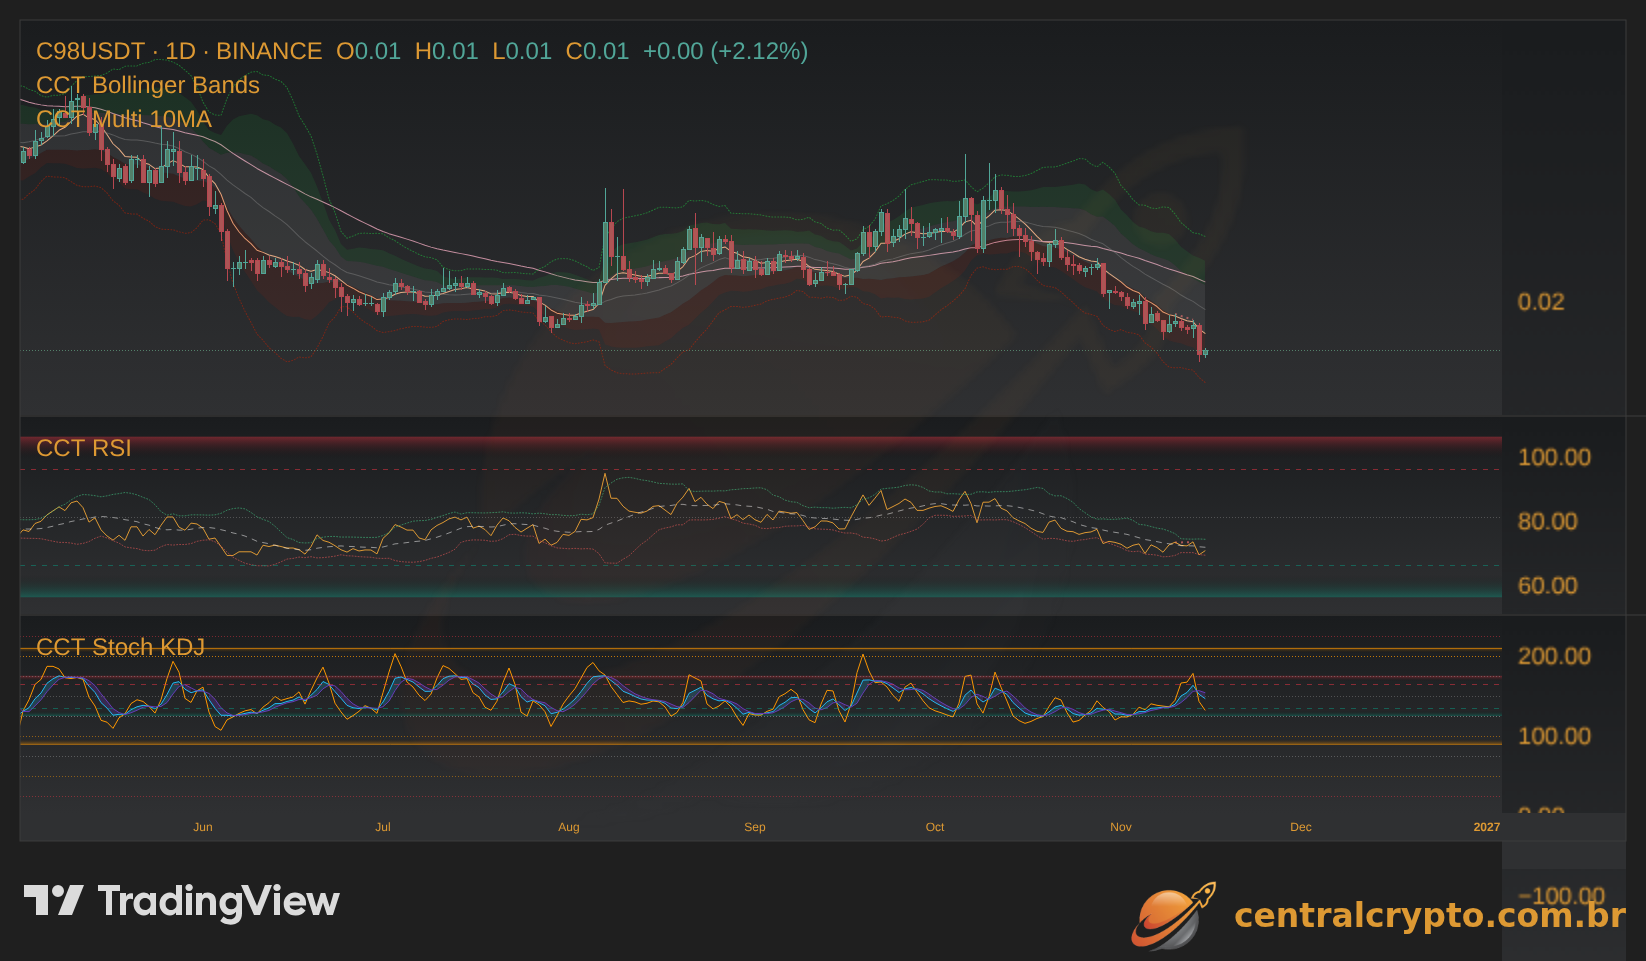 C98USDT · 1D · BINANCE O0.01 H0.01 L0.01 C0.01 +0.00 (+2.12%)
CCT Bollinger Bands
CCT Multi 10MA
0.02
CCT RSI
100.00
80.00
60.00
CCT Stoch KDJ
200.00
100.00
0.00
Jun Jul Aug Sep Oct Nov Dec 2027
−100.00
TradingView
centralcrypto.com.br